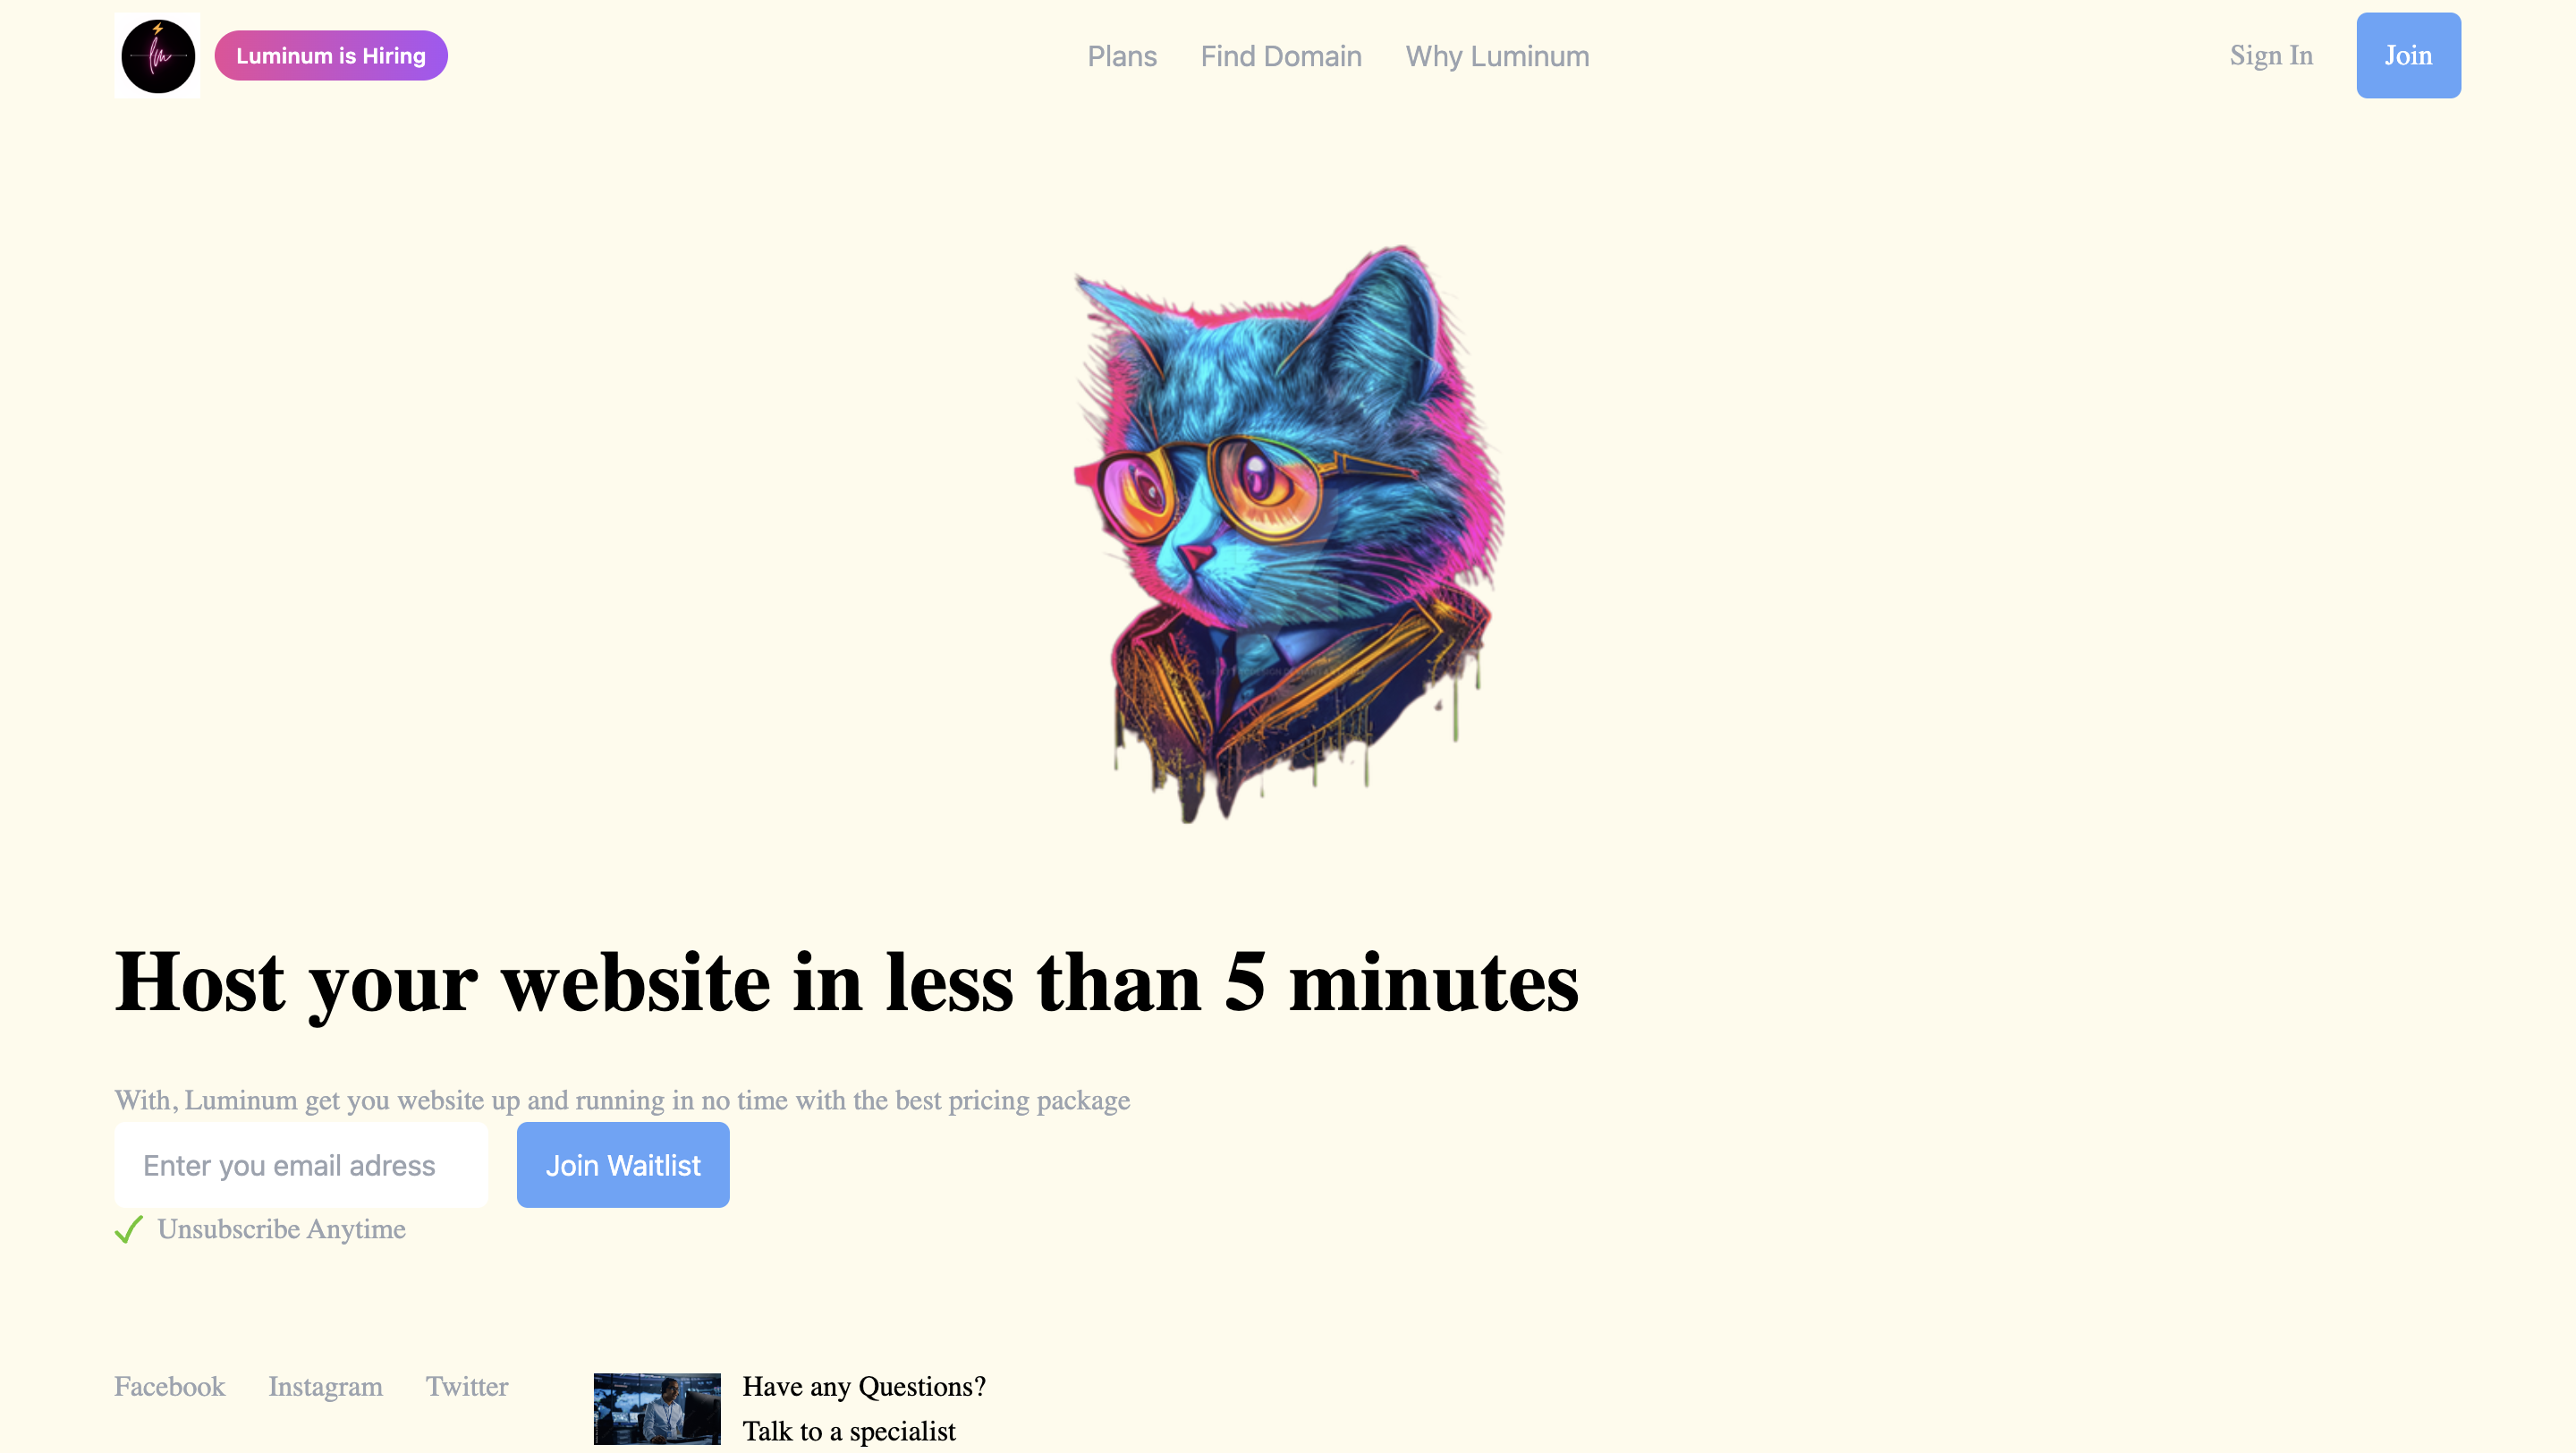 lm
Luminum is Hiring
Plans
Find Domain
Why Luminum
Sign In
Join
Host your website in less than 5 minutes
With, Luminum get you website up and running in no time with the best pricing package
Enter you email adress
Join Waitlist
Unsubscribe Anytime
Facebook
Instagram
Twitter
Have any Questions?
Talk to a specialist